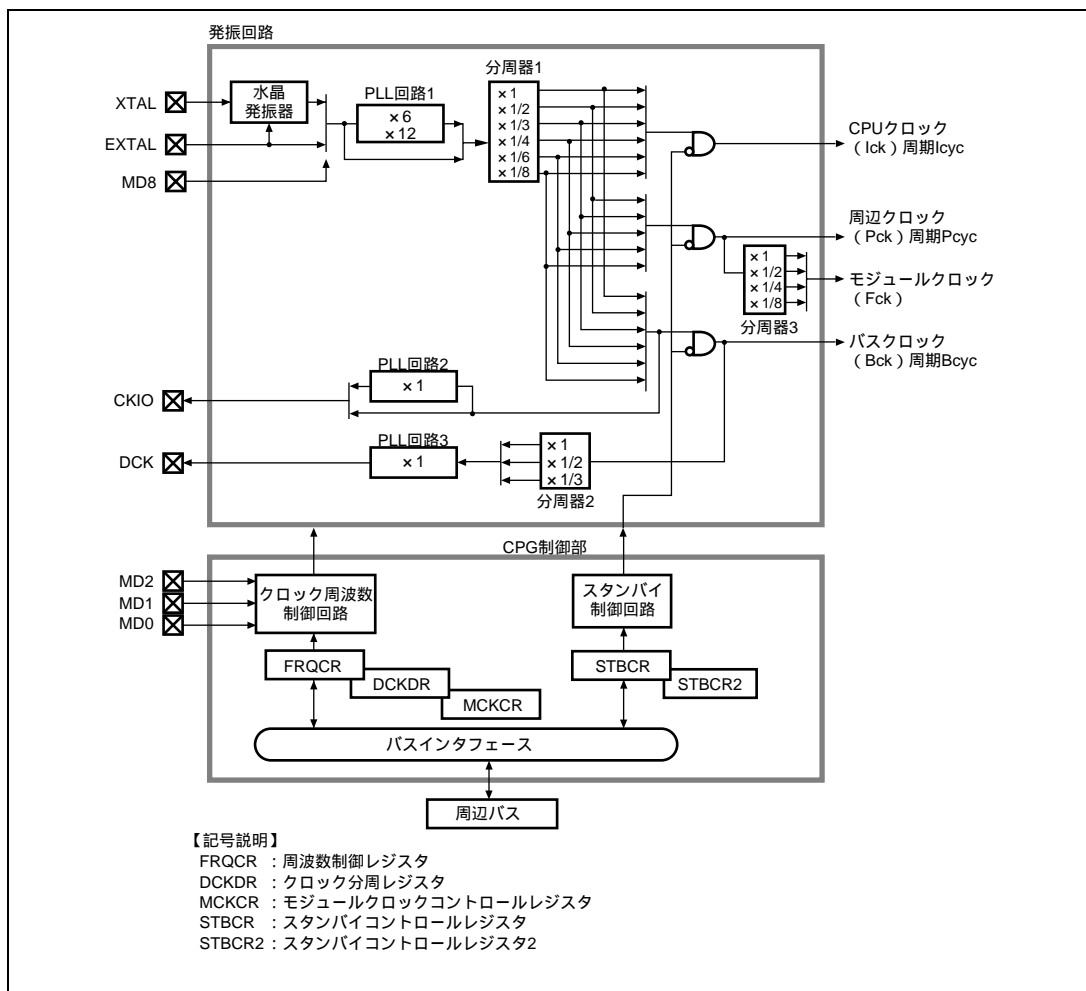 発振回路
XTAL
EXTAL
MD8
水晶
発振器
PLL回路1
×6
×12
分周器1
×1
×1/2
×1/3
×1/4
×1/6
×1/8
CPUクロック
(Ick)周期Icyc
周辺クロック
(Pck)周期Pcyc
×1
×1/2
×1/4
×1/8
分周器3
モジュールクロック
(Fck)
バスクロック
(Bck)周期Bcyc
CKIO
PLL回路2
×1
DCK
PLL回路3
×1
×1
×1/2
×1/3
分周器2
CPG制御部
MD2
MD1
MD0
クロック周波数
制御回路
スタンバイ
制御回路
FRQCR
DCKDR
MCKCR
STBCR
STBCR2
バスインタフェース
周辺バス
【記号説明】
FRQCR :周波数制御レジスタ
DCKDR :クロック分周レジスタ
MCKCR :モジュールクロックコントロールレジスタ
STBCR :スタンバイコントロールレジスタ
STBCR2 :スタンバイコントロールレジスタ2